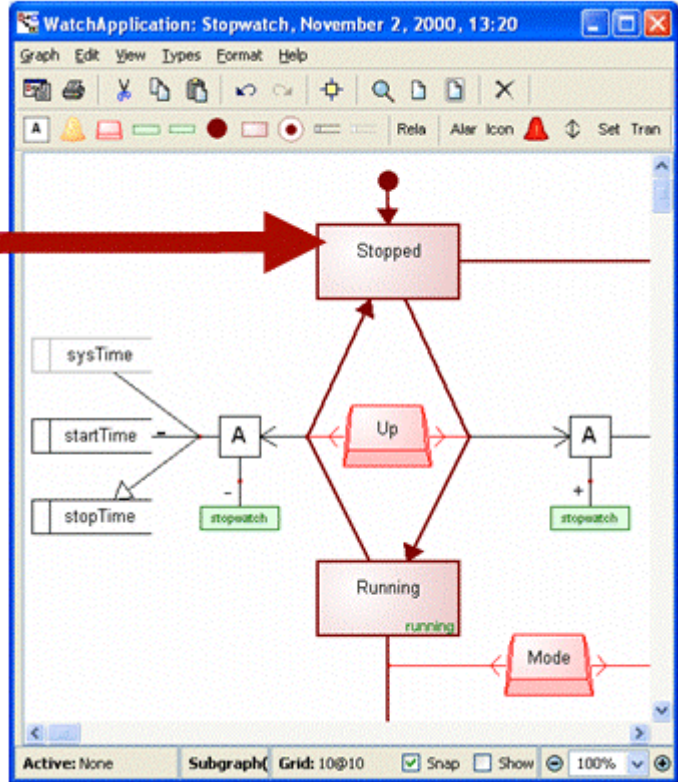 WatchApplication: Stopwatch, November 2, 2000, 13:20
Graph Edit View Types Format Help
A Rela Alar Icon Set Tran
Stopped
sysTime
startTime
-
A
Up
A
stopTime
-
stopwatch
+
stopwatch
Running
running
Mode
Active: None Subgraph( Grid: 10@10 Snap Show 100%